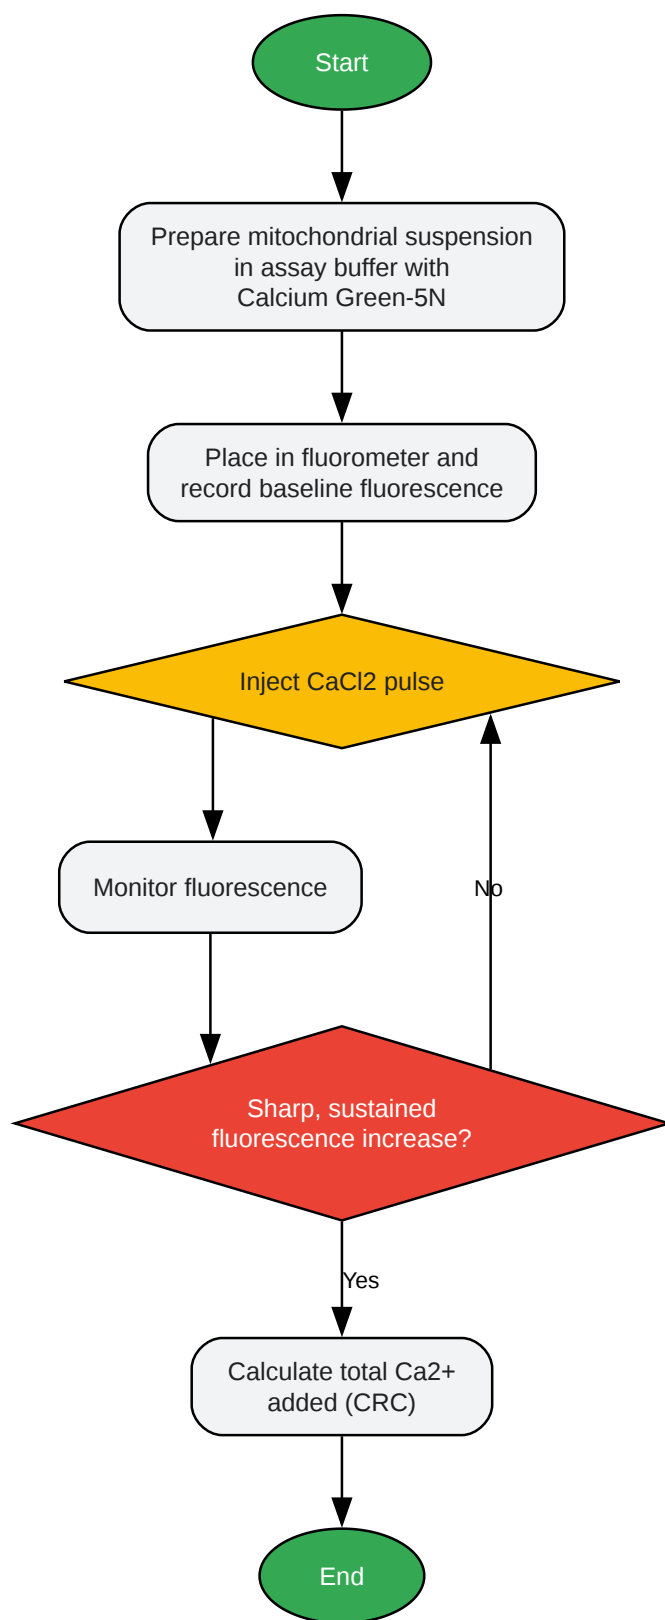 Start
Prepare mitochondrial suspension
in assay buffer with
Calcium Green-5N
Place in fluorometer and
record baseline fluorescence
Inject CaCl2 pulse
Monitor fluorescence
No
Sharp, sustained
fluorescence increase?
Yes
Calculate total Ca2+
added (CRC)
End